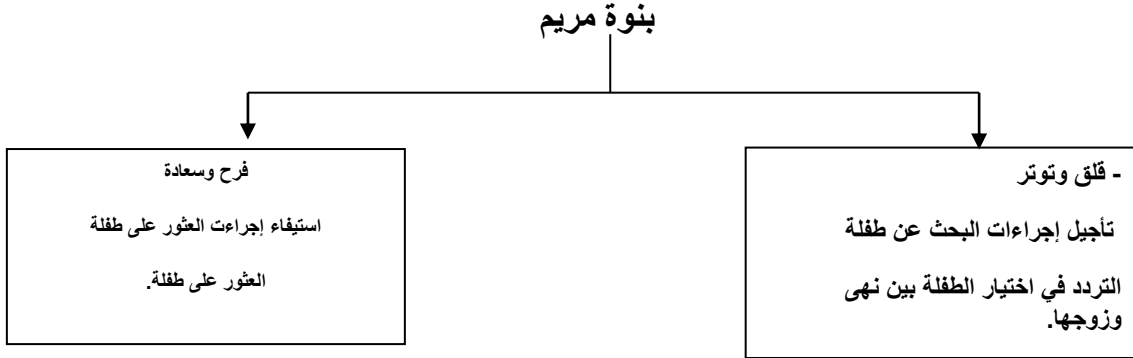 بنوة مريم
- قلق وتوتر
تأجيل إجراءات البحث عن طفلة
التردد في اختيار الطفلة بين نهى
وزوجها.
فرح وسعادة
استيفاء إجراءت العثور على طفلة
العثور على طفلة.